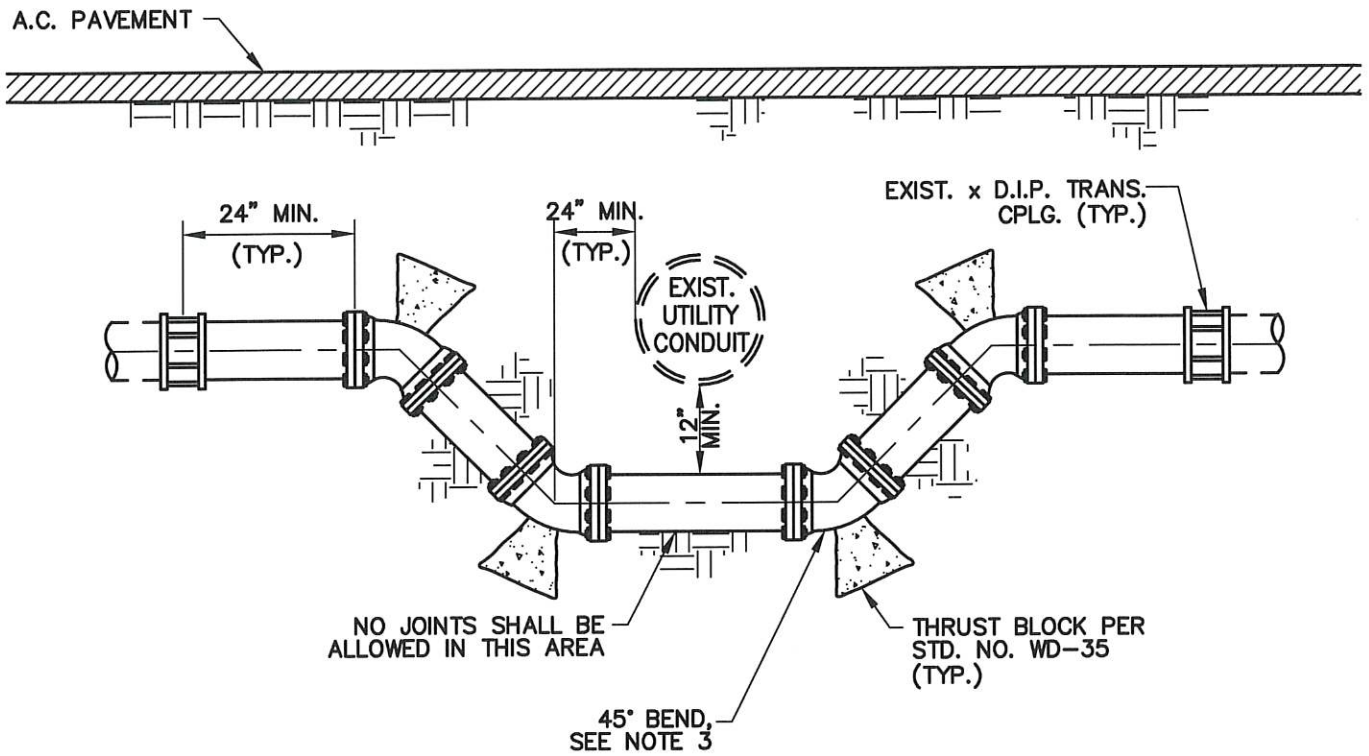 A.C. PAVEMENT
EXIST. x D.I.P. TRANS.
CPLG. (TYP.)
24" MIN.
(TYP.)
24" MIN.
(TYP.)
EXIST.
UTILITY
CONDUIT
12"
MIN.
NO JOINTS SHALL BE
ALLOWED IN THIS AREA
THRUST BLOCK PER
STD. NO. WD-35
(TYP.)
45° BEND,
SEE NOTE 3